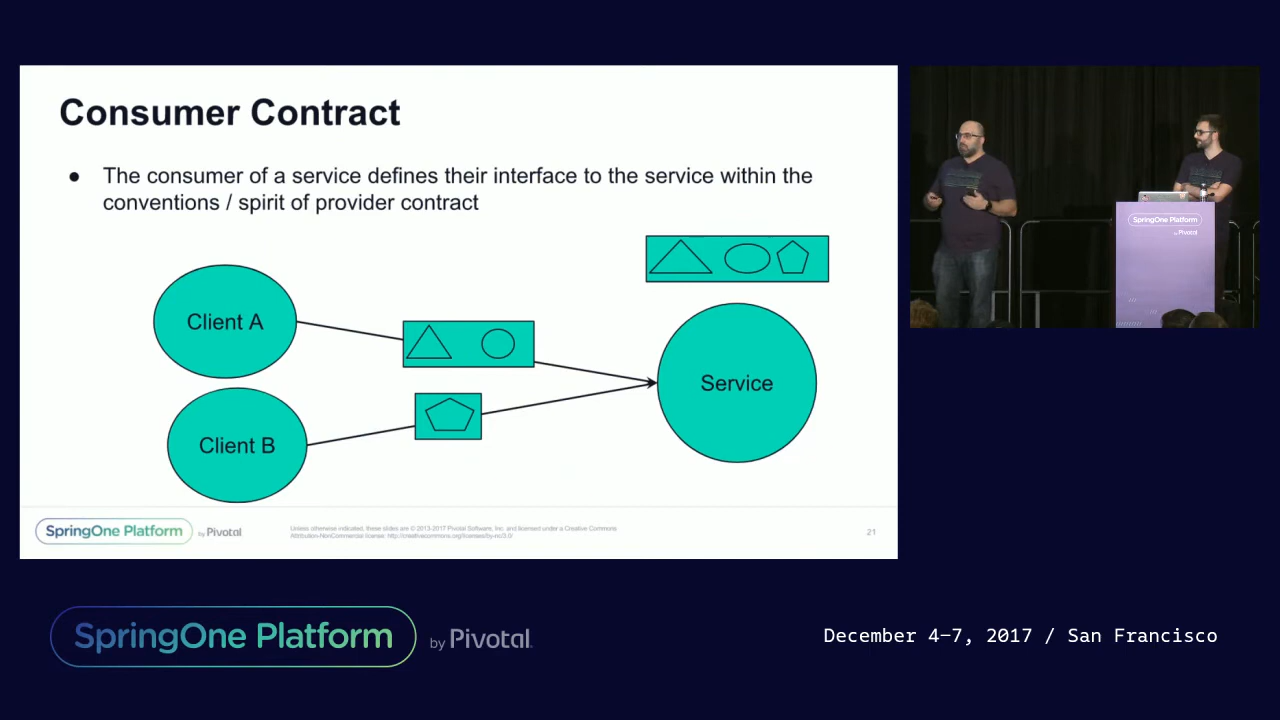 Consumer Contract
● The consumer of a service defines their interface to the service within the
conventions / spirit of provider contract
Client A
Client B
Service
SpringOne Platform by Pivotal
Unless otherwise indicated, these slides are © 2013-2017 Pivotal Software, Inc. and licensed under a Creative Commons
Attribution-NonCommercial license: http://creativecommons.org/licenses/by-nc/3.0/
21
SpringOne Platform
by Pivotal
SpringOne Platform by Pivotal.
December 4–7, 2017 / San Francisco